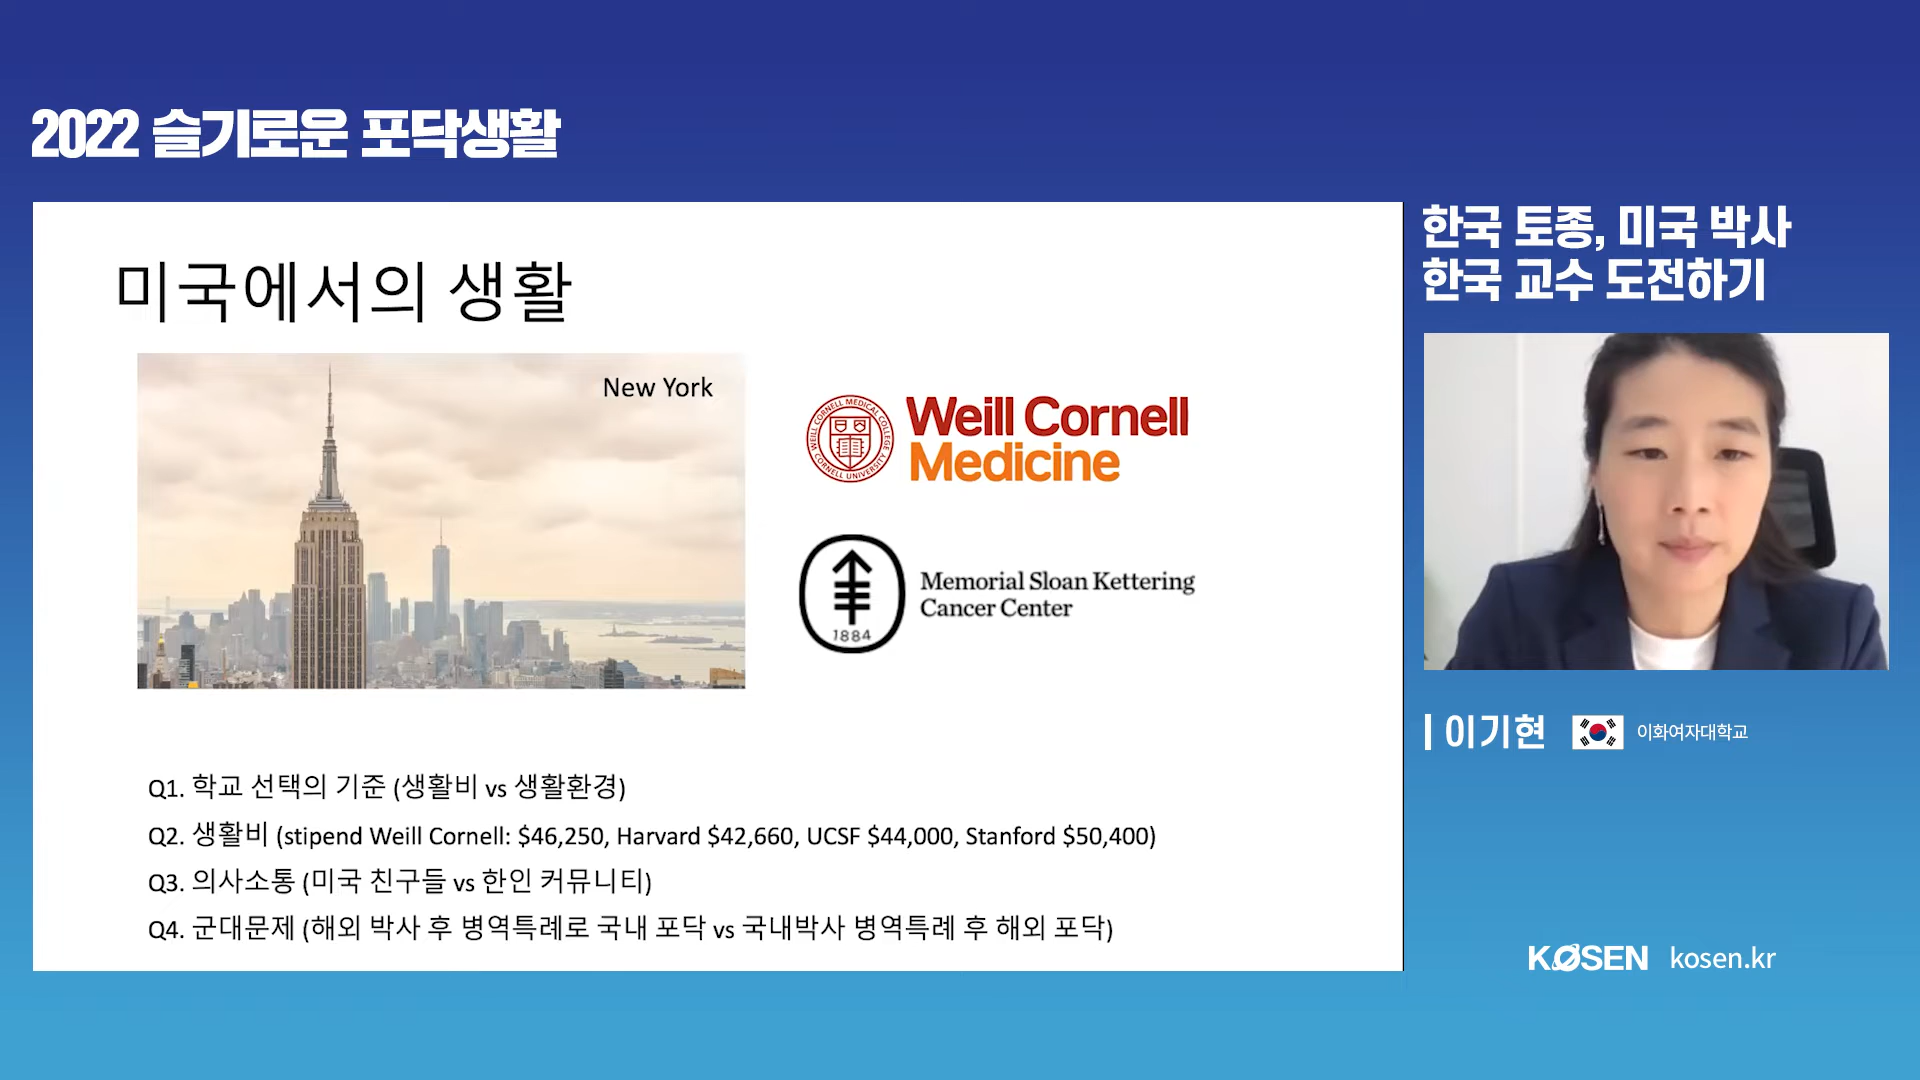 2022 슬기로운 포닥생활
한국 토종, 미국 박사
한국 교수 도전하기
미국에서의 생활
New York
WEILL CORNELL MEDICAL COLLEGE
CORNELL UNIVERSITY
Weill Cornell
Medicine
1884
Memorial Sloan Kettering
Cancer Center
Q1. 학교 선택의 기준 (생활비 vs 생활환경)
Q2. 생활비 (stipend Weill Cornell: $46,250, Harvard $42,660, UCSF $44,000, Stanford $50,400)
Q3. 의사소통 (미국 친구들 vs 한인 커뮤니티)
Q4. 군대문제 (해외 박사 후 병역특례로 국내 포닥 vs 국내박사 병역특례 후 해외 포닥)
이기현 이화여자대학교
KOSEN kosen.kr